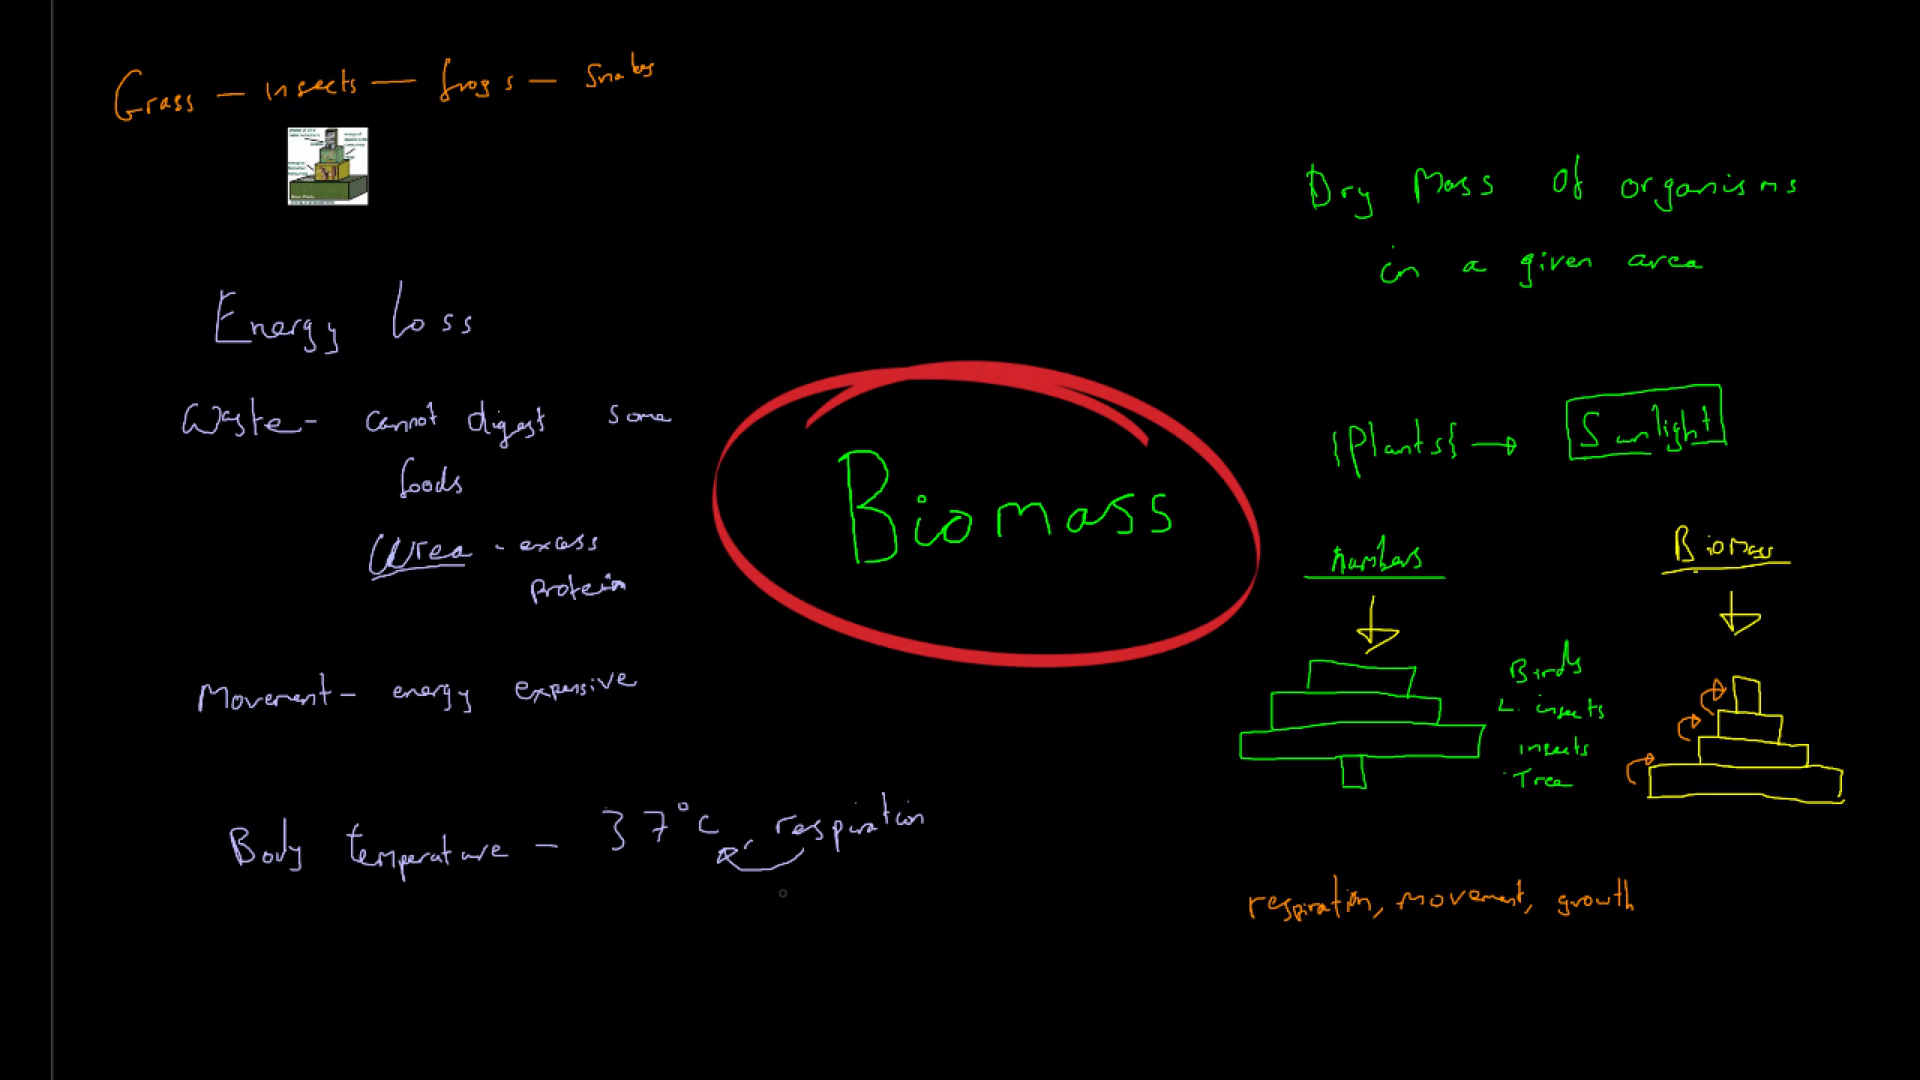 Grass - insects - frogs - Snakes
Energy loss
Waste - cannot digest some
foods
Urea - excess
protein
Movement - energy expensive
Body temperature - 37°C respiration
Biomass
Dry Mass of organisms
in a given area
{Plants} → Sunlight
numbers
Biomass
Birds
L. insects
insects
Tree
respiration, movement, growth